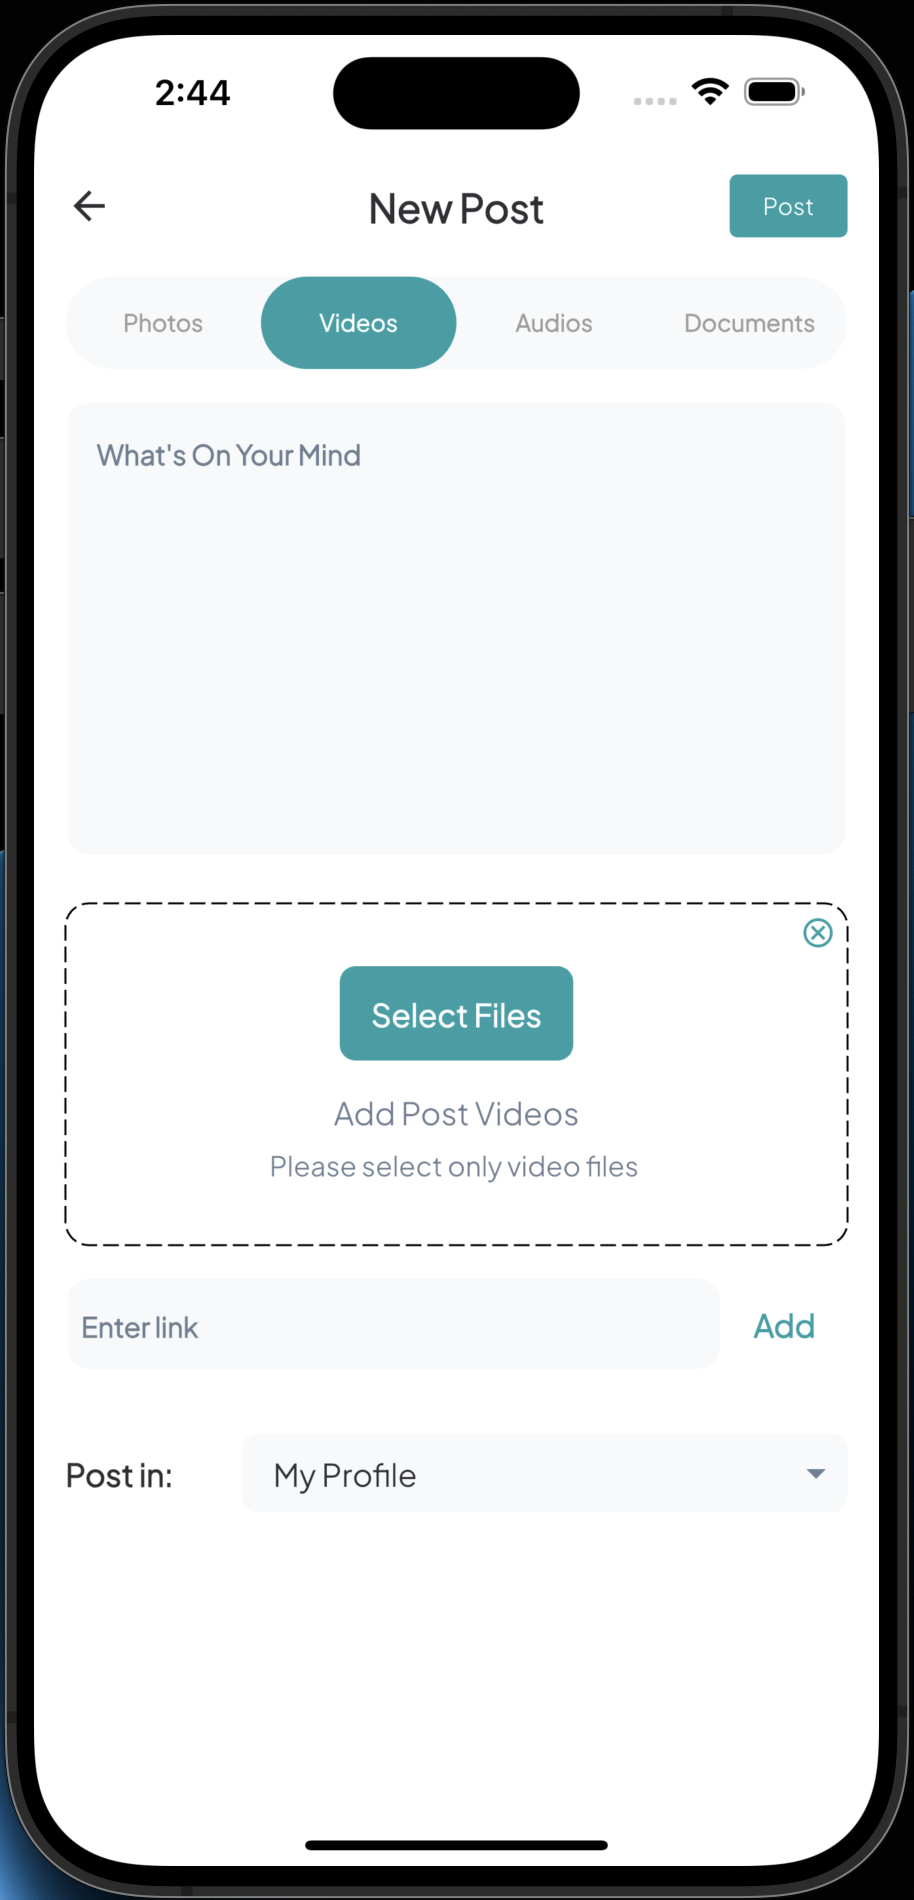 2:44
New Post
Post
Photos Videos Audios Documents
What's On Your Mind
Select Files
Add Post Videos
Please select only video files
Enter link Add
Post in: My Profile